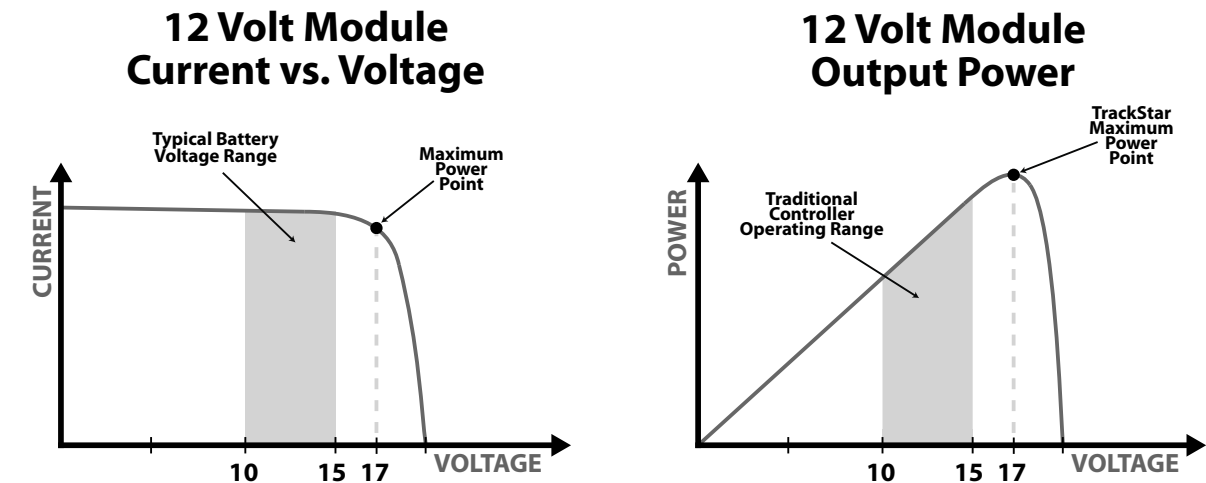 12 Volt Module
Current vs. Voltage
Typical Battery
Voltage Range
Maximum
Power
Point
CURRENT
10
15
17
VOLTAGE
12 Volt Module
Output Power
TrackStar
Maximum
Power
Point
Traditional
Controller
Operating Range
POWER
10
15
17
VOLTAGE